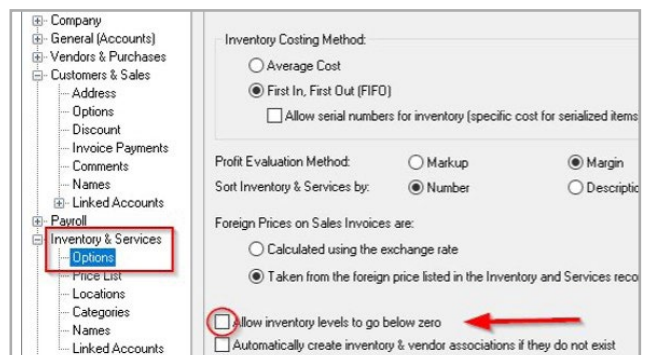 Company
General (Accounts)
Vendors & Purchases
Customers & Sales
Address
Options
Discount
Invoice Payments
Comments
Names
Linked Accounts
Payroll
Inventory & Services
Options
Price List
Locations
Categories
Names
Linked Accounts
Inventory Costing Method:
Average Cost
First In, First Out (FIFO)
Allow serial numbers for inventory (specific cost for serialized items
Profit Evaluation Method: Markup Margin
Sort Inventory & Services by: Number Descriptio
Foreign Prices on Sales Invoices are:
Calculated using the exchange rate
Taken from the foreign price listed in the Inventory and Services reco
Allow inventory levels to go below zero
Automatically create inventory & vendor associations if they do not exist